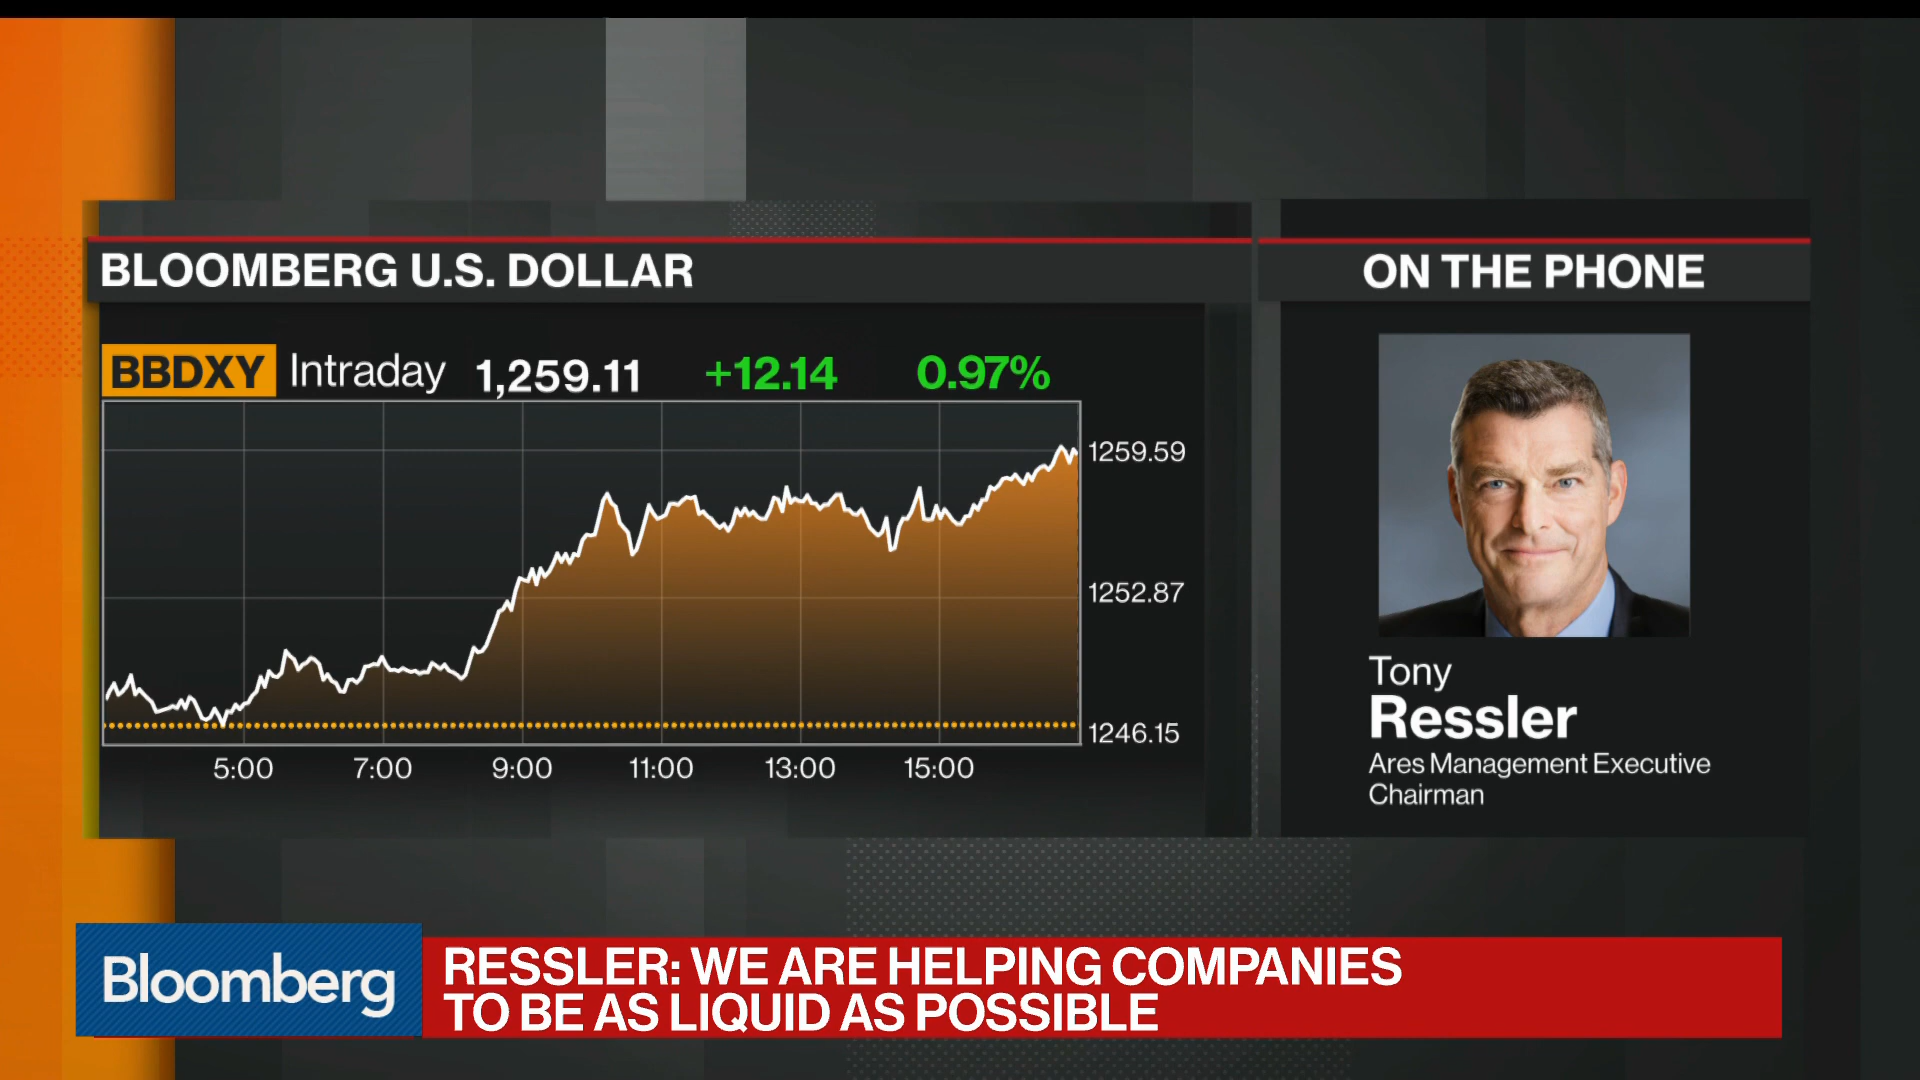 BLOOMBERG U.S. DOLLAR
BBDXY Intraday 1,259.11 +12.14 0.97%
1259.59
1252.87
1246.15
5:00 7:00 9:00 11:00 13:00 15:00
ON THE PHONE
Tony
Ressler
Ares Management Executive
Chairman
Bloomberg
RESSLER: WE ARE HELPING COMPANIES
TO BE AS LIQUID AS POSSIBLE